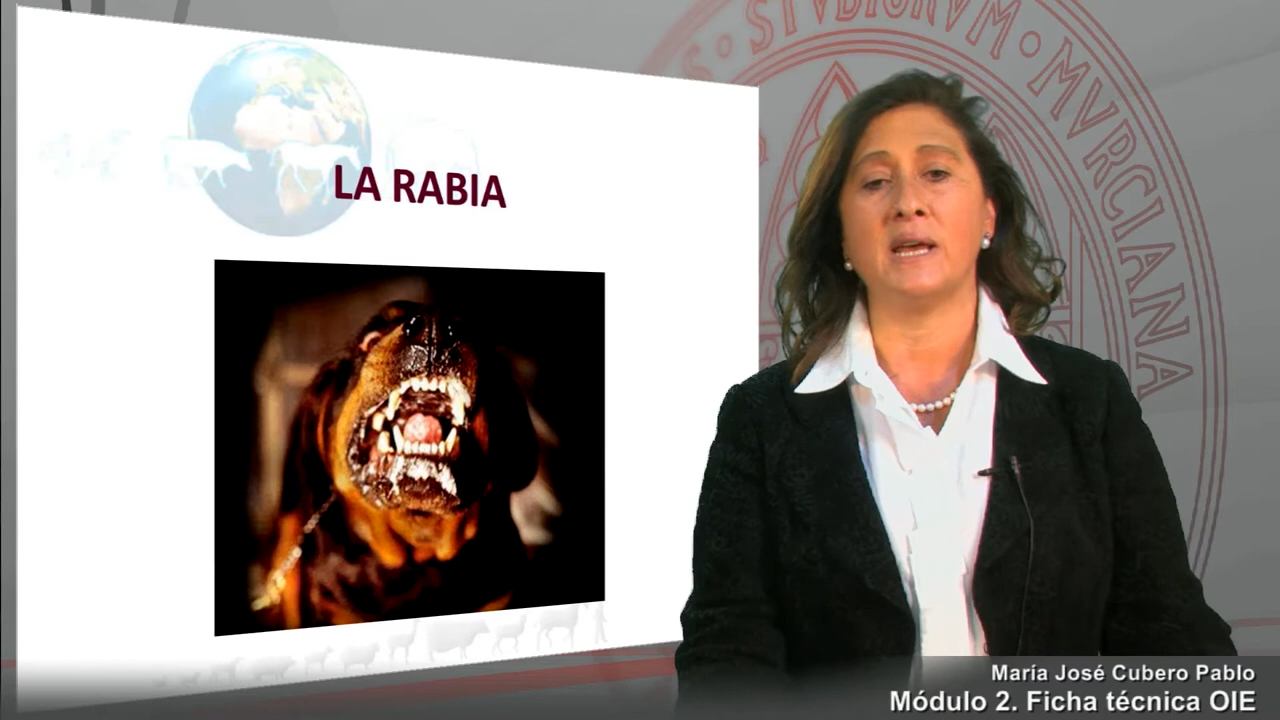 STVDIORVM
MVRCIANA
LA RABIA
María José Cubero Pablo
Módulo 2. Ficha técnica OIE